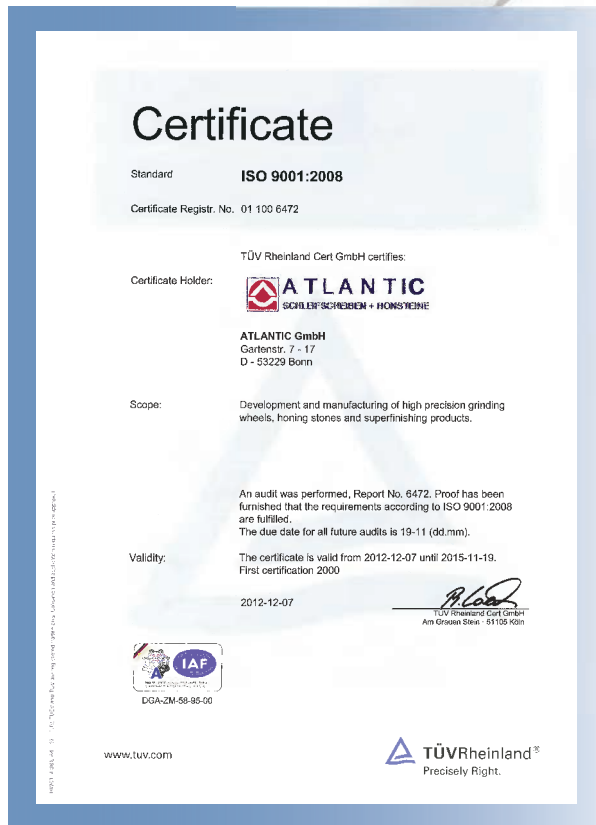 Certificate
Standard ISO 9001:2008
Certificate Registr. No. 01 100 6472
TÜV Rheinland Cert GmbH certifies:
Certificate Holder: ATLANTIC
SCHLEIFSCHEIBEN + HONSTEINE
ATLANTIC GmbH
Gartenstr. 7 - 17
D - 53229 Bonn
Scope: Development and manufacturing of high precision grinding
wheels, honing stones and superfinishing products.
An audit was performed, Report No. 6472. Proof has been
furnished that the requirements according to ISO 9001:2008
are fulfilled.
The due date for all future audits is 19-11 (dd.mm).
Validity: The certificate is valid from 2012-12-07 until 2015-11-19.
First certification 2000
2012-12-07
TÜV Rheinland Cert GmbH
Am Grauen Stein · 51105 Köln
IAF
DGA-ZM-58-95-00
www.tuv.com
TÜVRheinland®
Precisely Right.